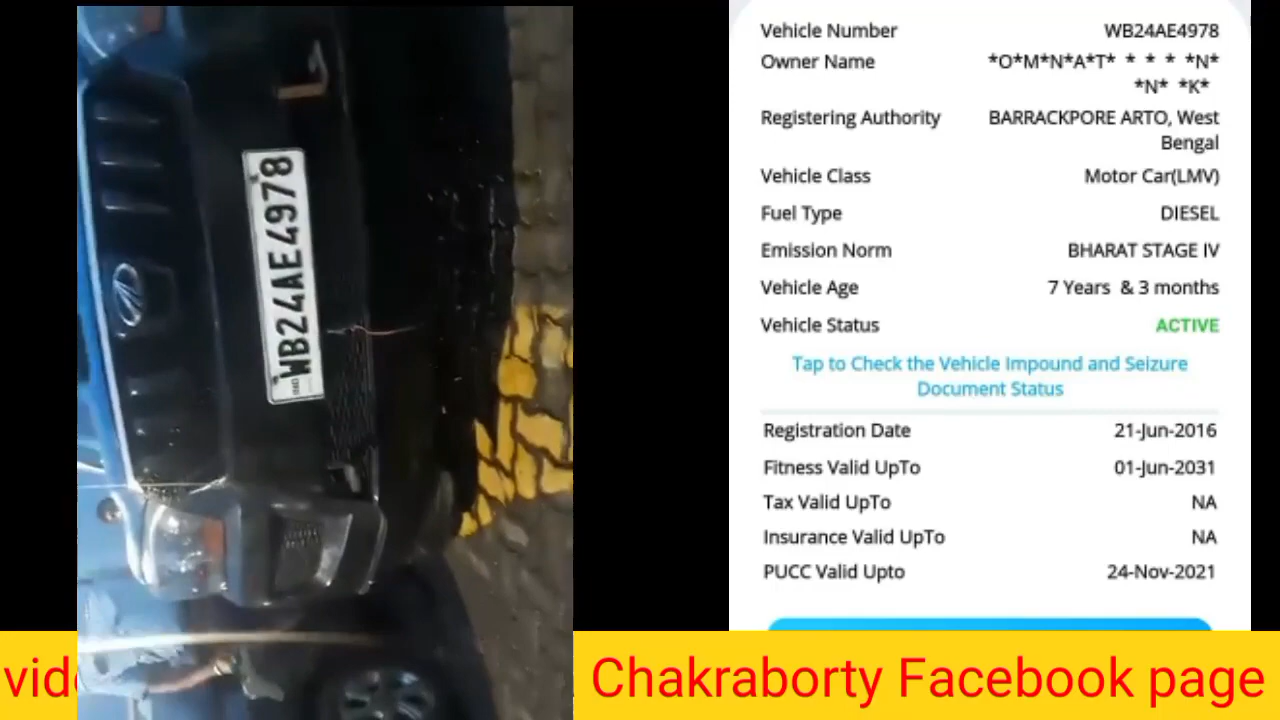 WB24AE4978
IND
Vehicle Number WB24AE4978
Owner Name *O*M*N*A*T* * * * *N*
*N* *K*
Registering Authority BARRACKPORE ARTO, West
Bengal
Vehicle Class Motor Car(LMV)
Fuel Type DIESEL
Emission Norm BHARAT STAGE IV
Vehicle Age 7 Years & 3 months
Vehicle Status ACTIVE
Tap to Check the Vehicle Impound and Seizure
Document Status
Registration Date 21-Jun-2016
Fitness Valid UpTo 01-Jun-2031
Tax Valid UpTo NA
Insurance Valid UpTo NA
PUCC Valid Upto 24-Nov-2021
Chakraborty Facebook page